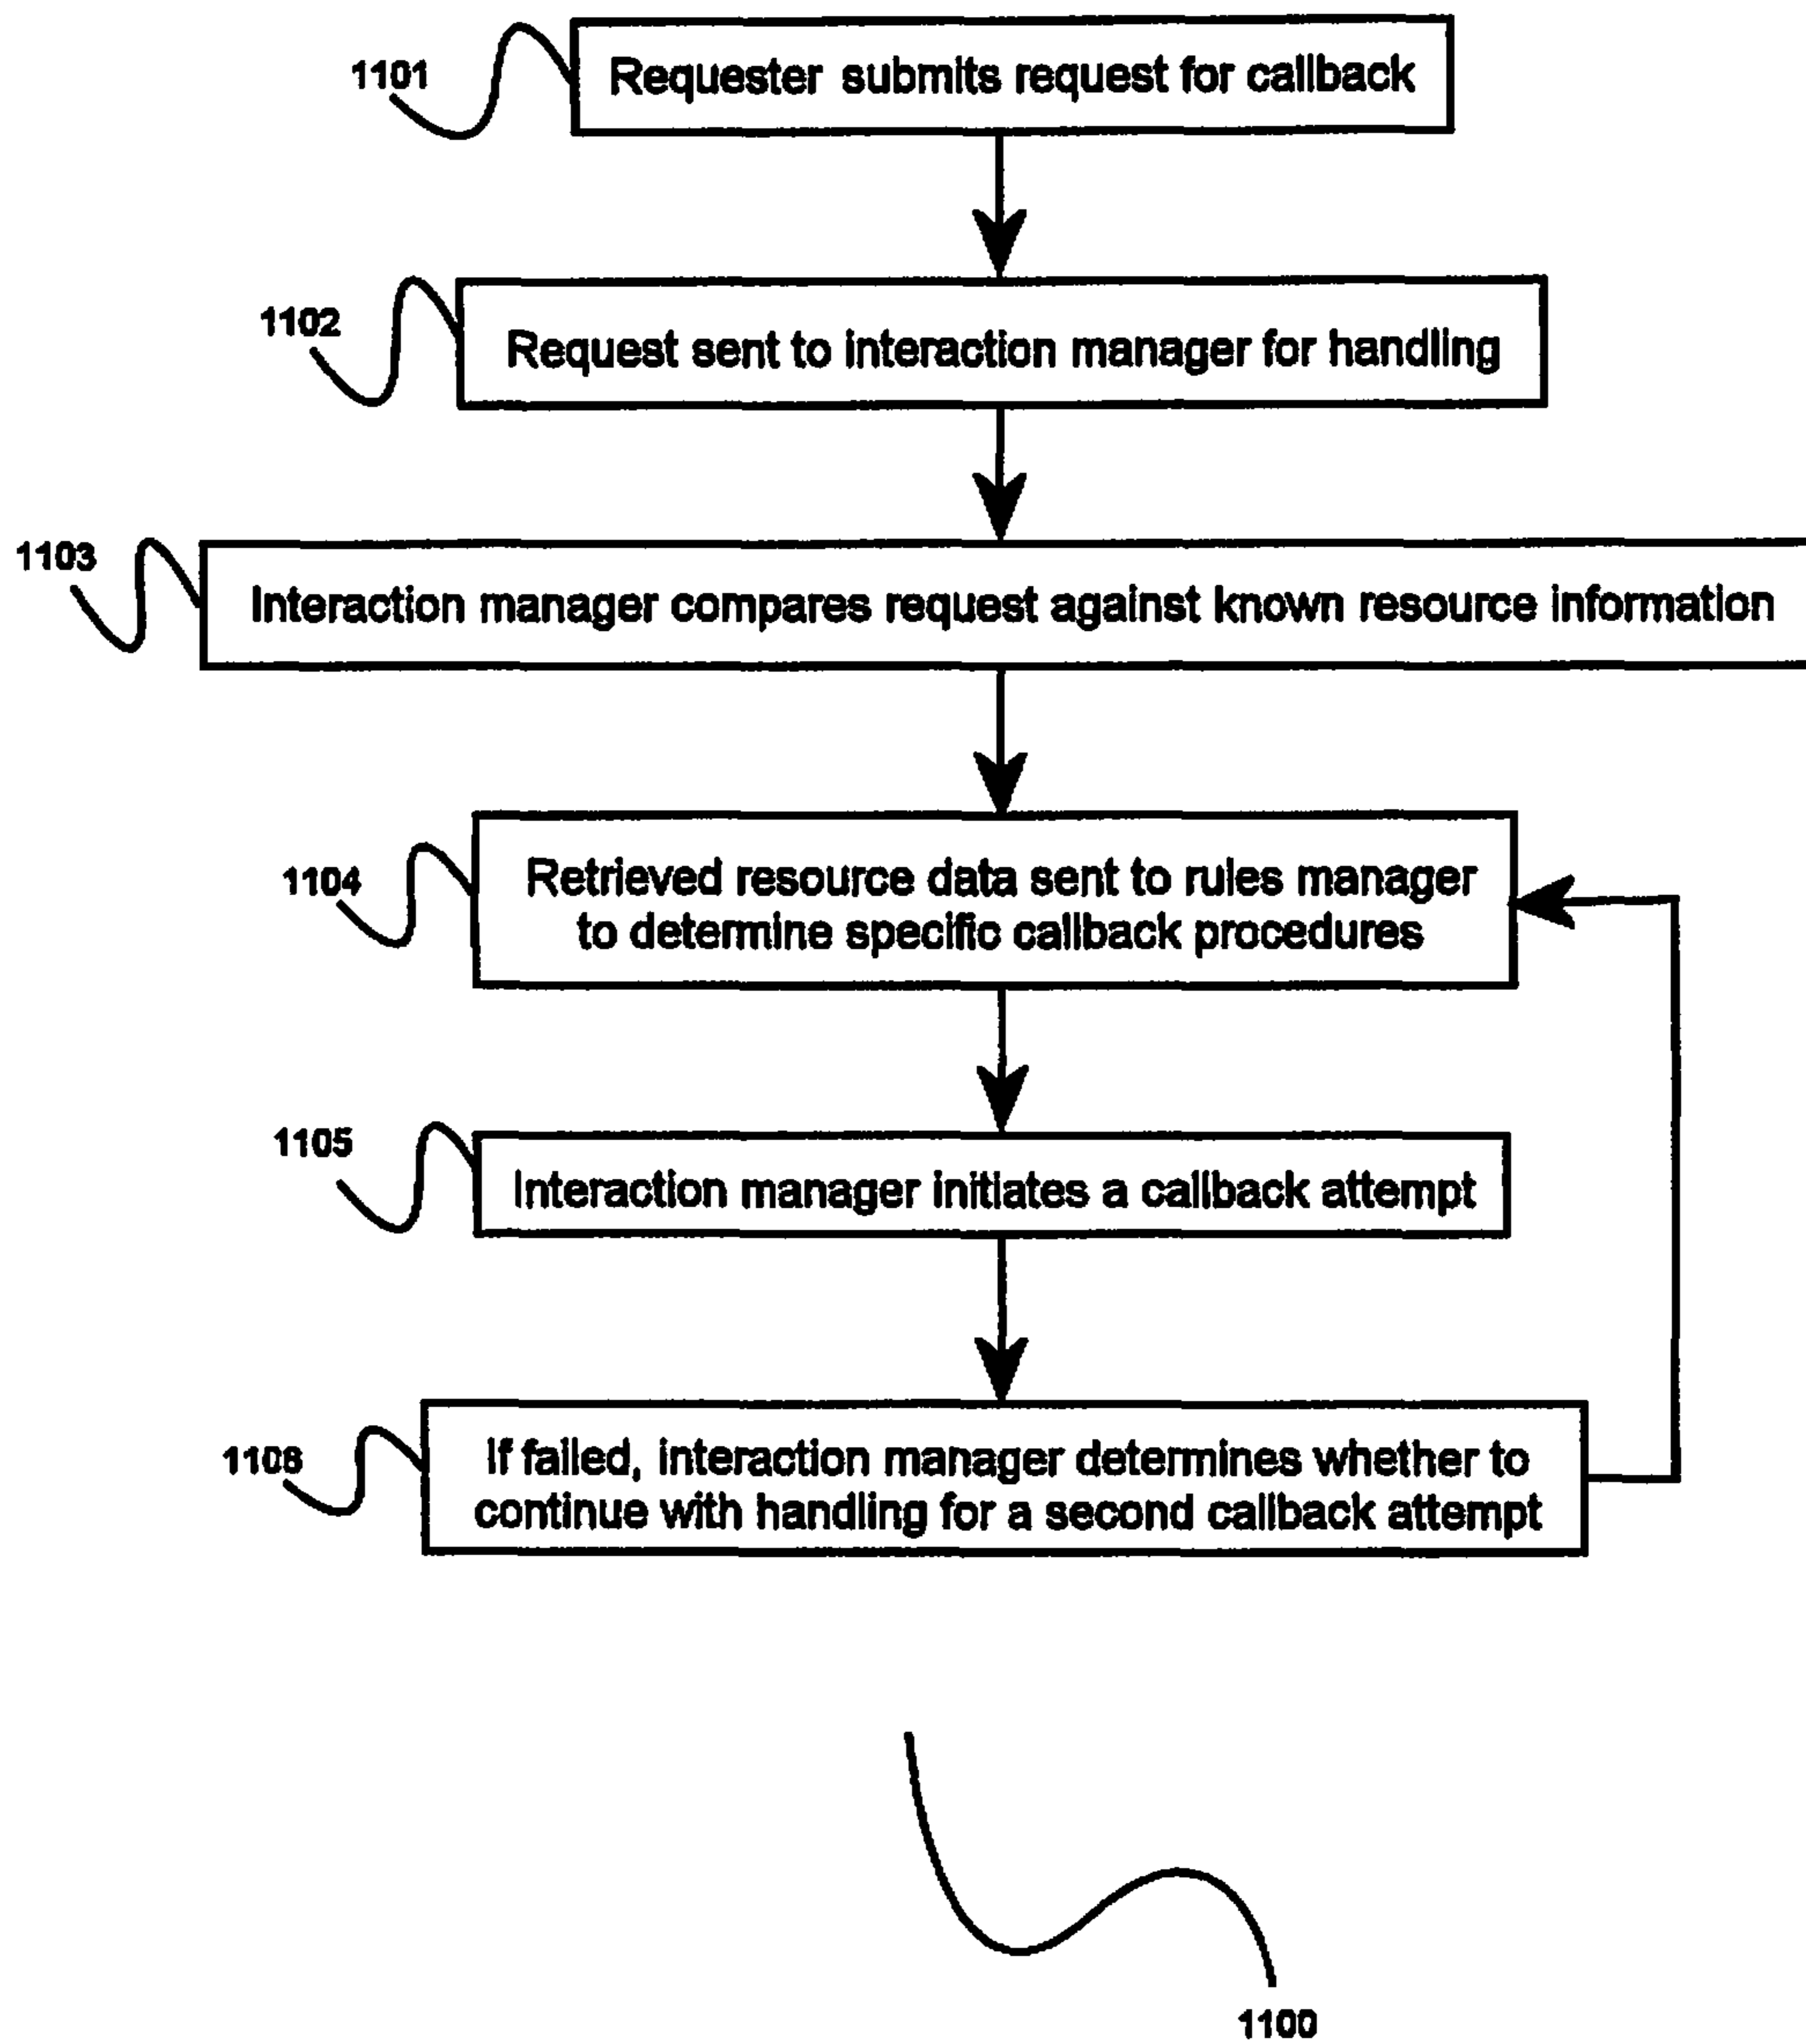 1101
Requester submits request for callback
1102
Request sent to interaction manager for handling
1103
Interaction manager compares request against known resource information
1104
Retrieved resource data sent to rules manager
to determine specific callback procedures
1105
Interaction manager initiates a callback attempt
1106
If failed, interaction manager determines whether to
continue with handling for a second callback attempt
1100